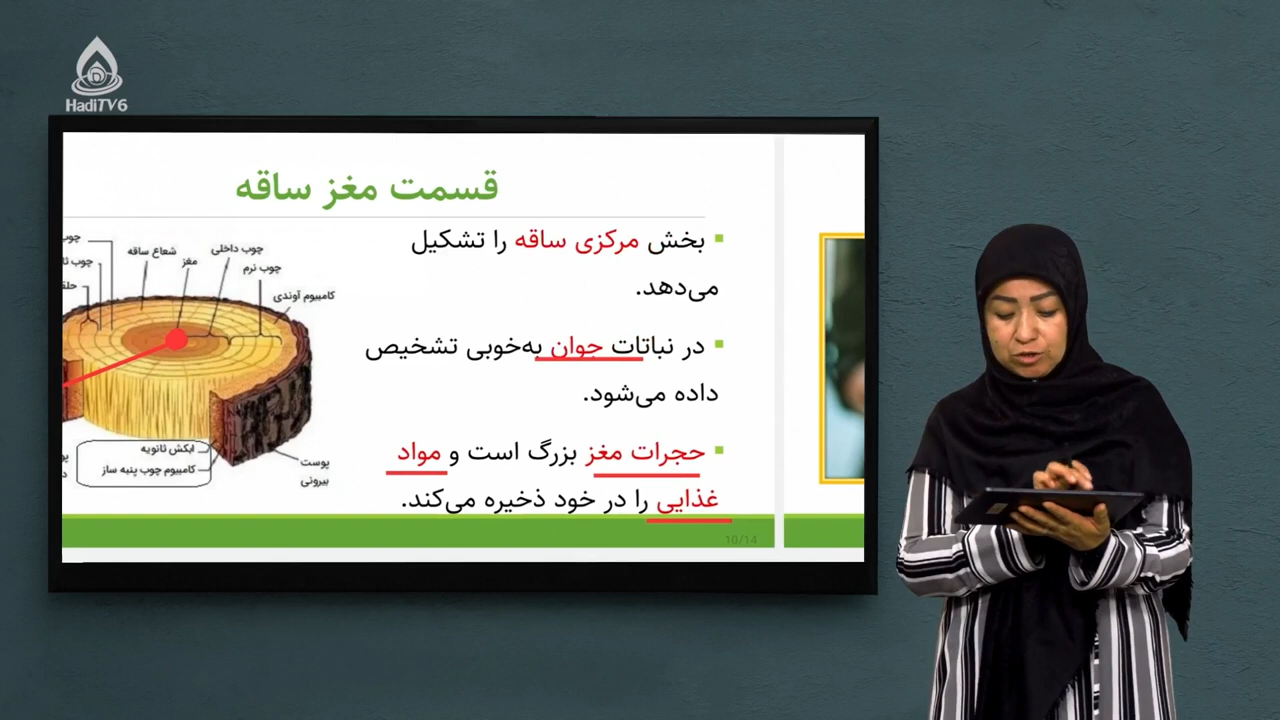 HadiTV6
قسمت مغز ساقه
بخش مرکزی ساقه را تشکیل
می‌دهد.
در نباتات جوان به‌خوبی تشخیص
داده می‌شود.
حجرات مغز بزرگ است و مواد
غذایی را در خود ذخیره می‌کند.
چوب داخلی
شعاع ساقه
مغز
چوب نرم
کامبیوم آوندی
چوب
ابکش ثانویه
کامبیوم چوب پنبه ساز
پوست
بیرونی
10/14